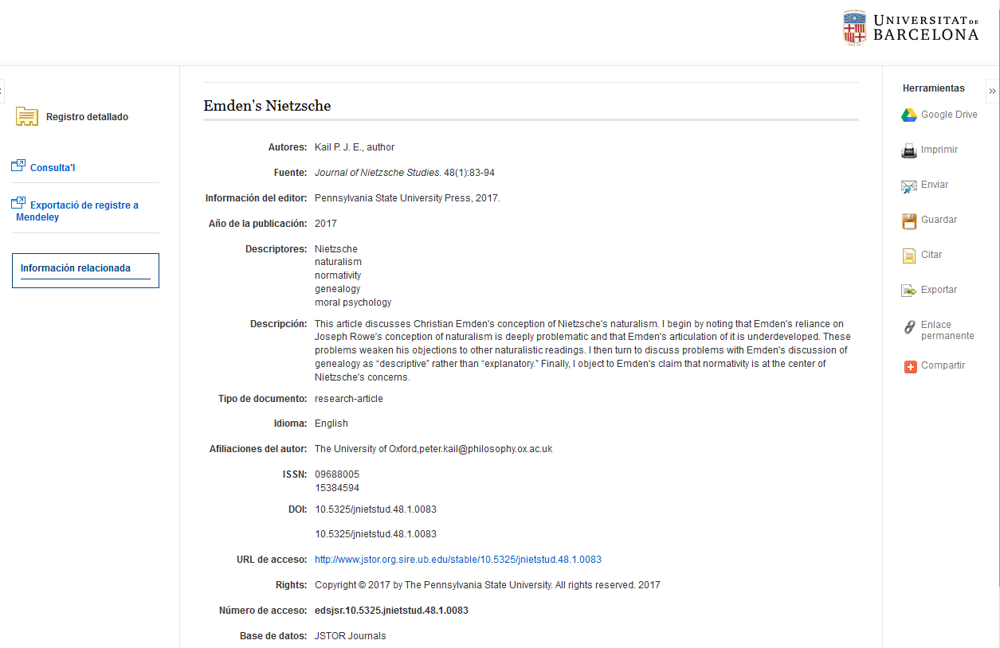 UNIVERSITAT DE
BARCELONA
Registro detallado
Consulta'l
Exportació de registre a
Mendeley
Información relacionada
Emden's Nietzsche
Autores: Kail P. J. E., author
Fuente: Journal of Nietzsche Studies. 48(1):83-94
Información del editor: Pennsylvania State University Press, 2017.
Año de la publicación: 2017
Descriptores: Nietzsche
naturalism
normativity
genealogy
moral psychology
Descripción: This article discusses Christian Emden's conception of Nietzsche's naturalism. I begin by noting that Emden's reliance on
Joseph Rowe's conception of naturalism is deeply problematic and that Emden's articulation of it is underdeveloped. These
problems weaken his objections to other naturalistic readings. I then turn to discuss problems with Emden's discussion of
genealogy as “descriptive” rather than “explanatory.” Finally, I object to Emden's claim that normativity is at the center of
Nietzsche's concerns.
Tipo de documento: research-article
Idioma: English
Afiliaciones del autor: The University of Oxford,peter.kail@philosophy.ox.ac.uk
ISSN: 09688005
15384594
DOI: 10.5325/jnietstud.48.1.0083
10.5325/jnietstud.48.1.0083
URL de acceso: http://www.jstor.org.sire.ub.edu/stable/10.5325/jnietstud.48.1.0083
Rights: Copyright © 2017 by The Pennsylvania State University. All rights reserved. 2017
Número de acceso: edsjsr.10.5325.jnietstud.48.1.0083
Base de datos: JSTOR Journals
Herramientas
»
Google Drive
Imprimir
Enviar
Guardar
Citar
Exportar
Enlace
permanente
Compartir